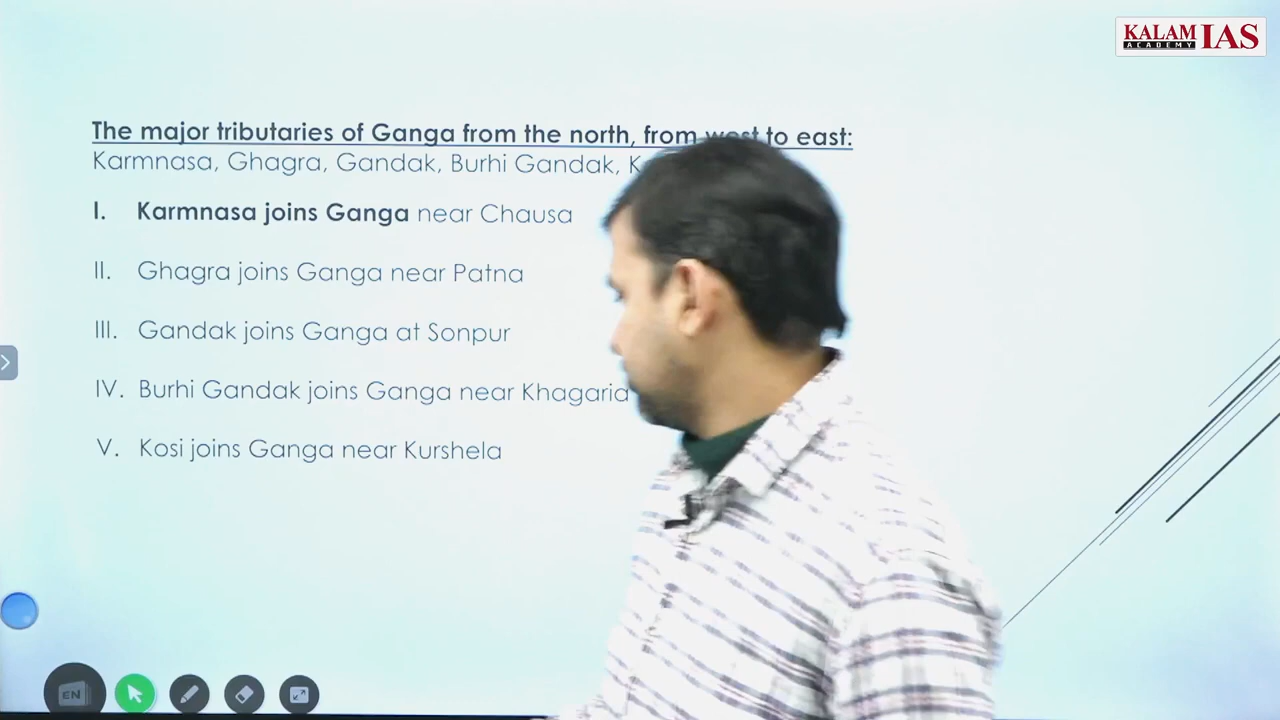 KALAM IAS
ACADEMY
The major tributaries of Ganga from the north, from west to east:
Karmnasa, Ghagra, Gandak, Burhi Gandak,
I. Karmnasa joins Ganga near Chausa
II. Ghagra joins Ganga near Patna
III. Gandak joins Ganga at Sonpur
IV. Burhi Gandak joins Ganga near Khagaria
V. Kosi joins Ganga near Kurshela
EN